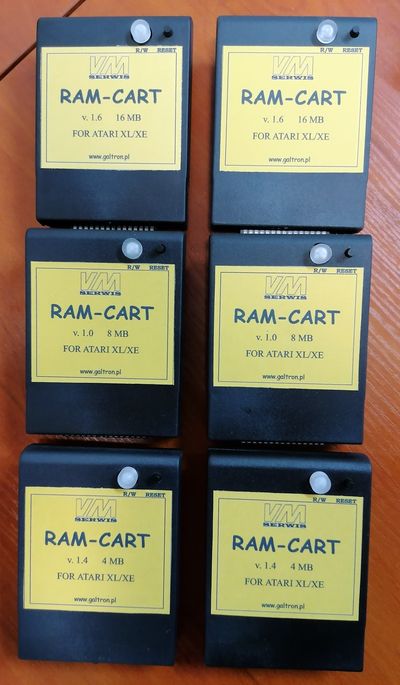 R/W RESET
VM
SERWIS
RAM-CART
v. 1.6 16 MB
FOR ATARI XL/XE
www.galtron.pl
R/W RESET
VM
SERWIS
RAM-CART
v. 1.6 16 MB
FOR ATARI XL/XE
www.galtron.pl
R/W RESET
VM
SERWIS
RAM-CART
v. 1.0 8 MB
FOR ATARI XL/XE
www.galtron.pl
R/W RESET
VM
SERWIS
RAM-CART
v. 1.0 8 MB
FOR ATARI XL/XE
www.galtron.pl
R/W RESET
VM
SERWIS
RAM-CART
v. 1.4 4 MB
FOR ATARI XL/XE
www.galtron.pl
R/W RESET
VM
SERWIS
RAM-CART
v. 1.4 4 MB
FOR ATARI XL/XE
www.galtron.pl